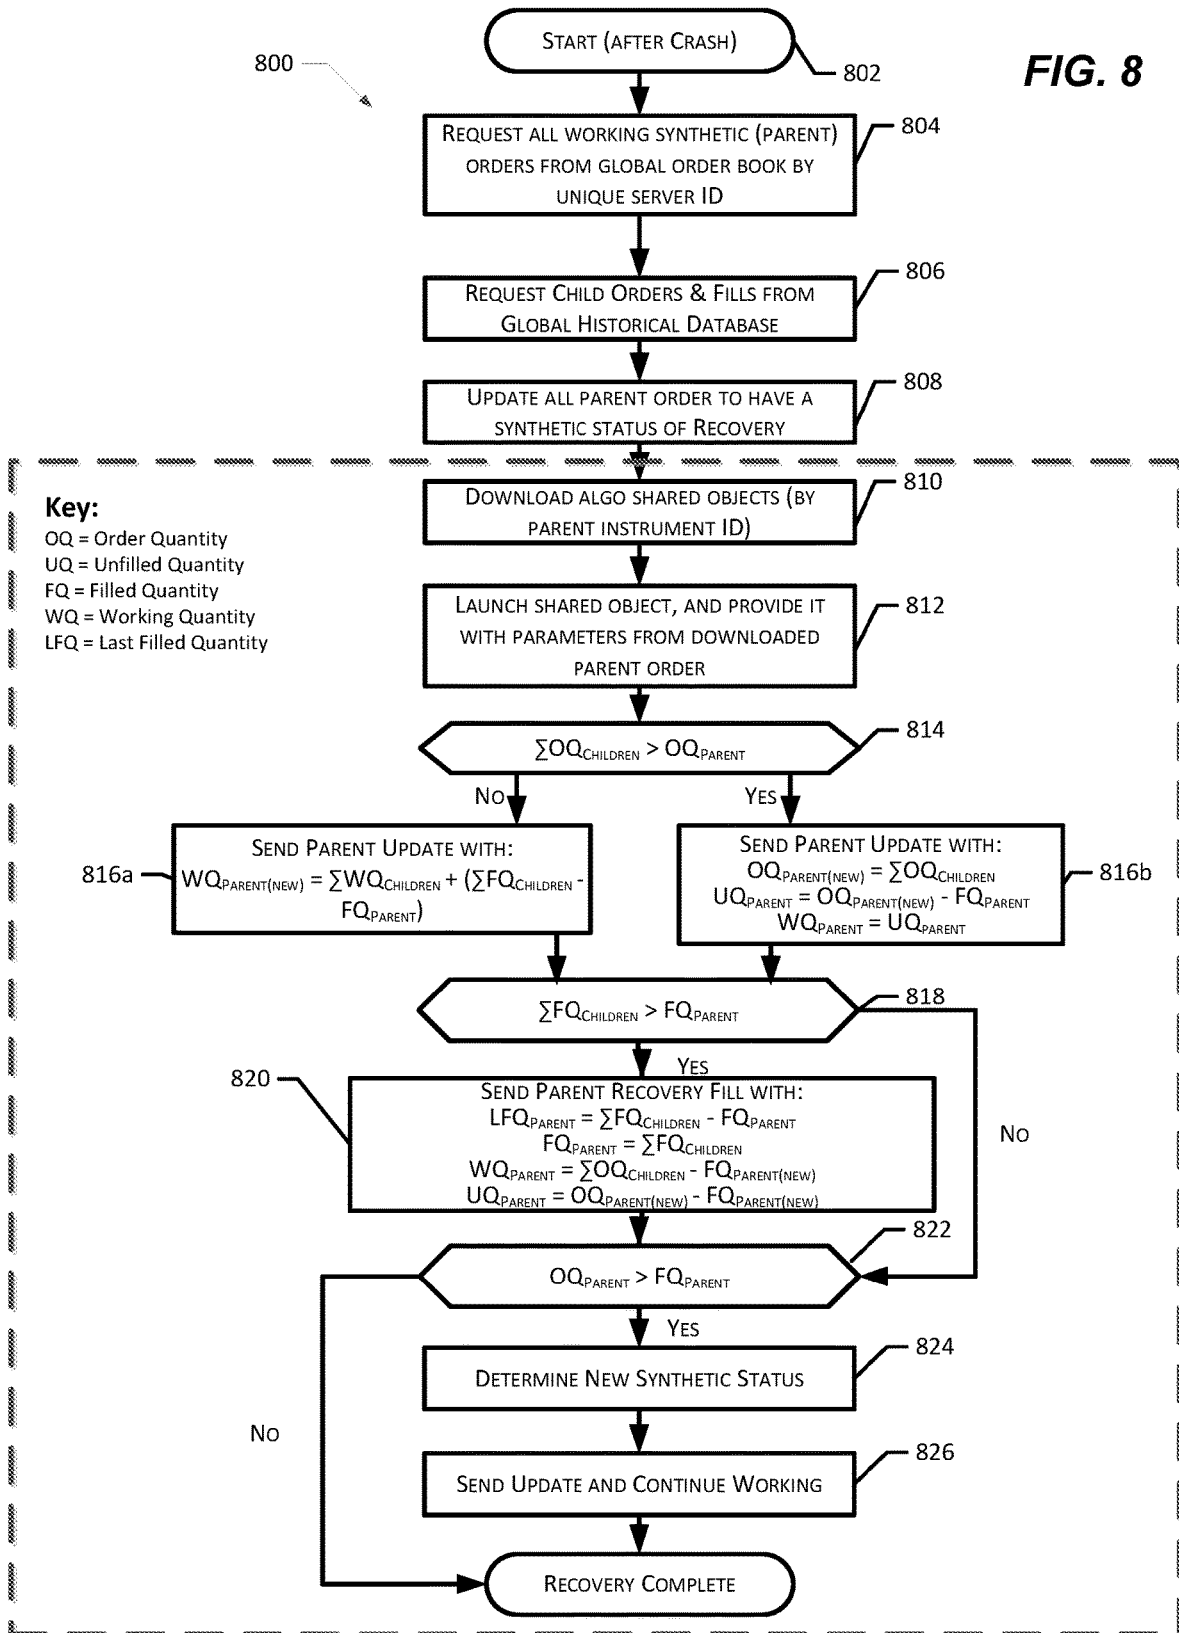 START (AFTER CRASH)
802
800
FIG. 8
REQUEST ALL WORKING SYNTHETIC (PARENT)
ORDERS FROM GLOBAL ORDER BOOK BY
UNIQUE SERVER ID
804
REQUEST CHILD ORDERS & FILLS FROM
GLOBAL HISTORICAL DATABASE
806
UPDATE ALL PARENT ORDER TO HAVE A
SYNTHETIC STATUS OF RECOVERY
808
Key:
OQ = Order Quantity
UQ = Unfilled Quantity
FQ = Filled Quantity
WQ = Working Quantity
LFQ = Last Filled Quantity
DOWNLOAD ALGO SHARED OBJECTS (BY
PARENT INSTRUMENT ID)
810
LAUNCH SHARED OBJECT, AND PROVIDE IT
WITH PARAMETERS FROM DOWNLOADED
PARENT ORDER
812
∑OQCHILDREN > OQPARENT
814
NO
YES
SEND PARENT UPDATE WITH:
WQPARENT(NEW) = ∑WQCHILDREN + (∑FQCHILDREN -
FQPARENT)
816a
SEND PARENT UPDATE WITH:
OQPARENT(NEW) = ∑OQCHILDREN
UQPARENT = OQPARENT(NEW) - FQPARENT
WQPARENT = UQPARENT
816b
∑FQCHILDREN > FQPARENT
818
YES
NO
820
SEND PARENT RECOVERY FILL WITH:
LFQPARENT = ∑FQCHILDREN - FQPARENT
FQPARENT = ∑FQCHILDREN
WQPARENT = ∑OQCHILDREN - FQPARENT(NEW)
UQPARENT = OQPARENT(NEW) - FQPARENT(NEW)
822
OQPARENT > FQPARENT
YES
NO
DETERMINE NEW SYNTHETIC STATUS
824
SEND UPDATE AND CONTINUE WORKING
826
RECOVERY COMPLETE